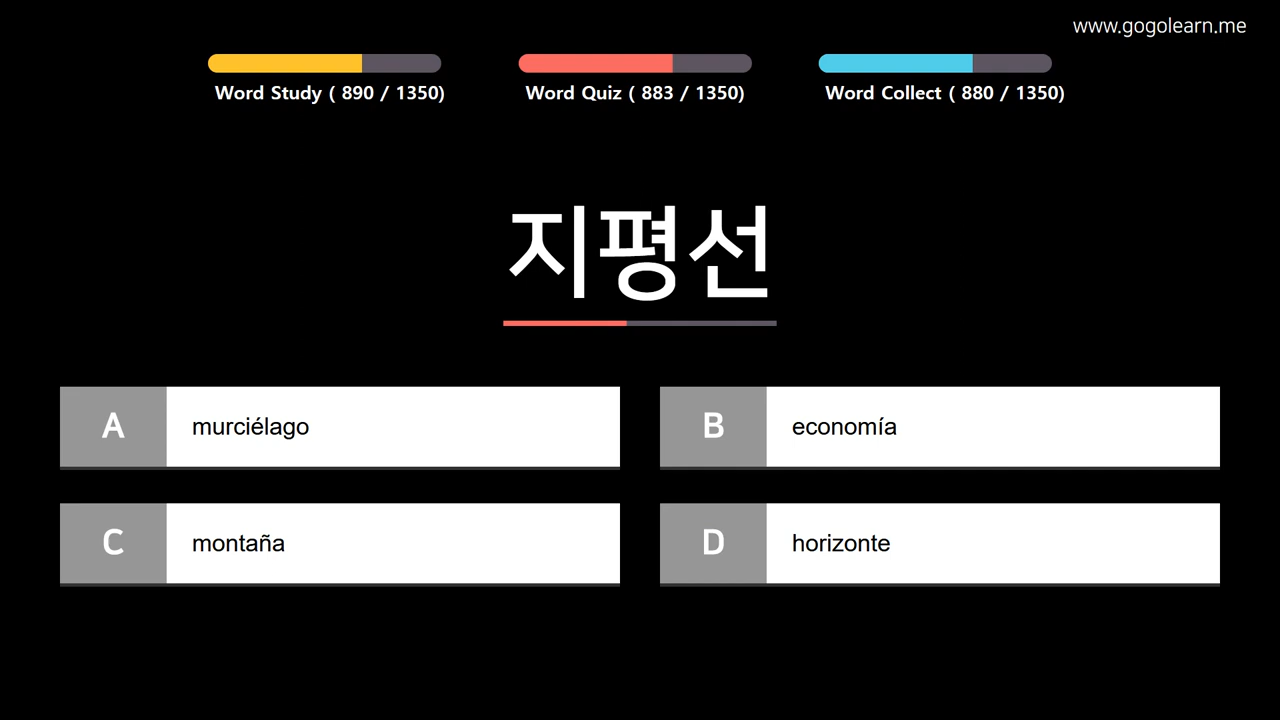 www.gogolearn.me
Word Study ( 890 / 1350)
Word Quiz ( 883 / 1350)
Word Collect ( 880 / 1350)
지평선
A murciélago
B economía
C montaña
D horizonte